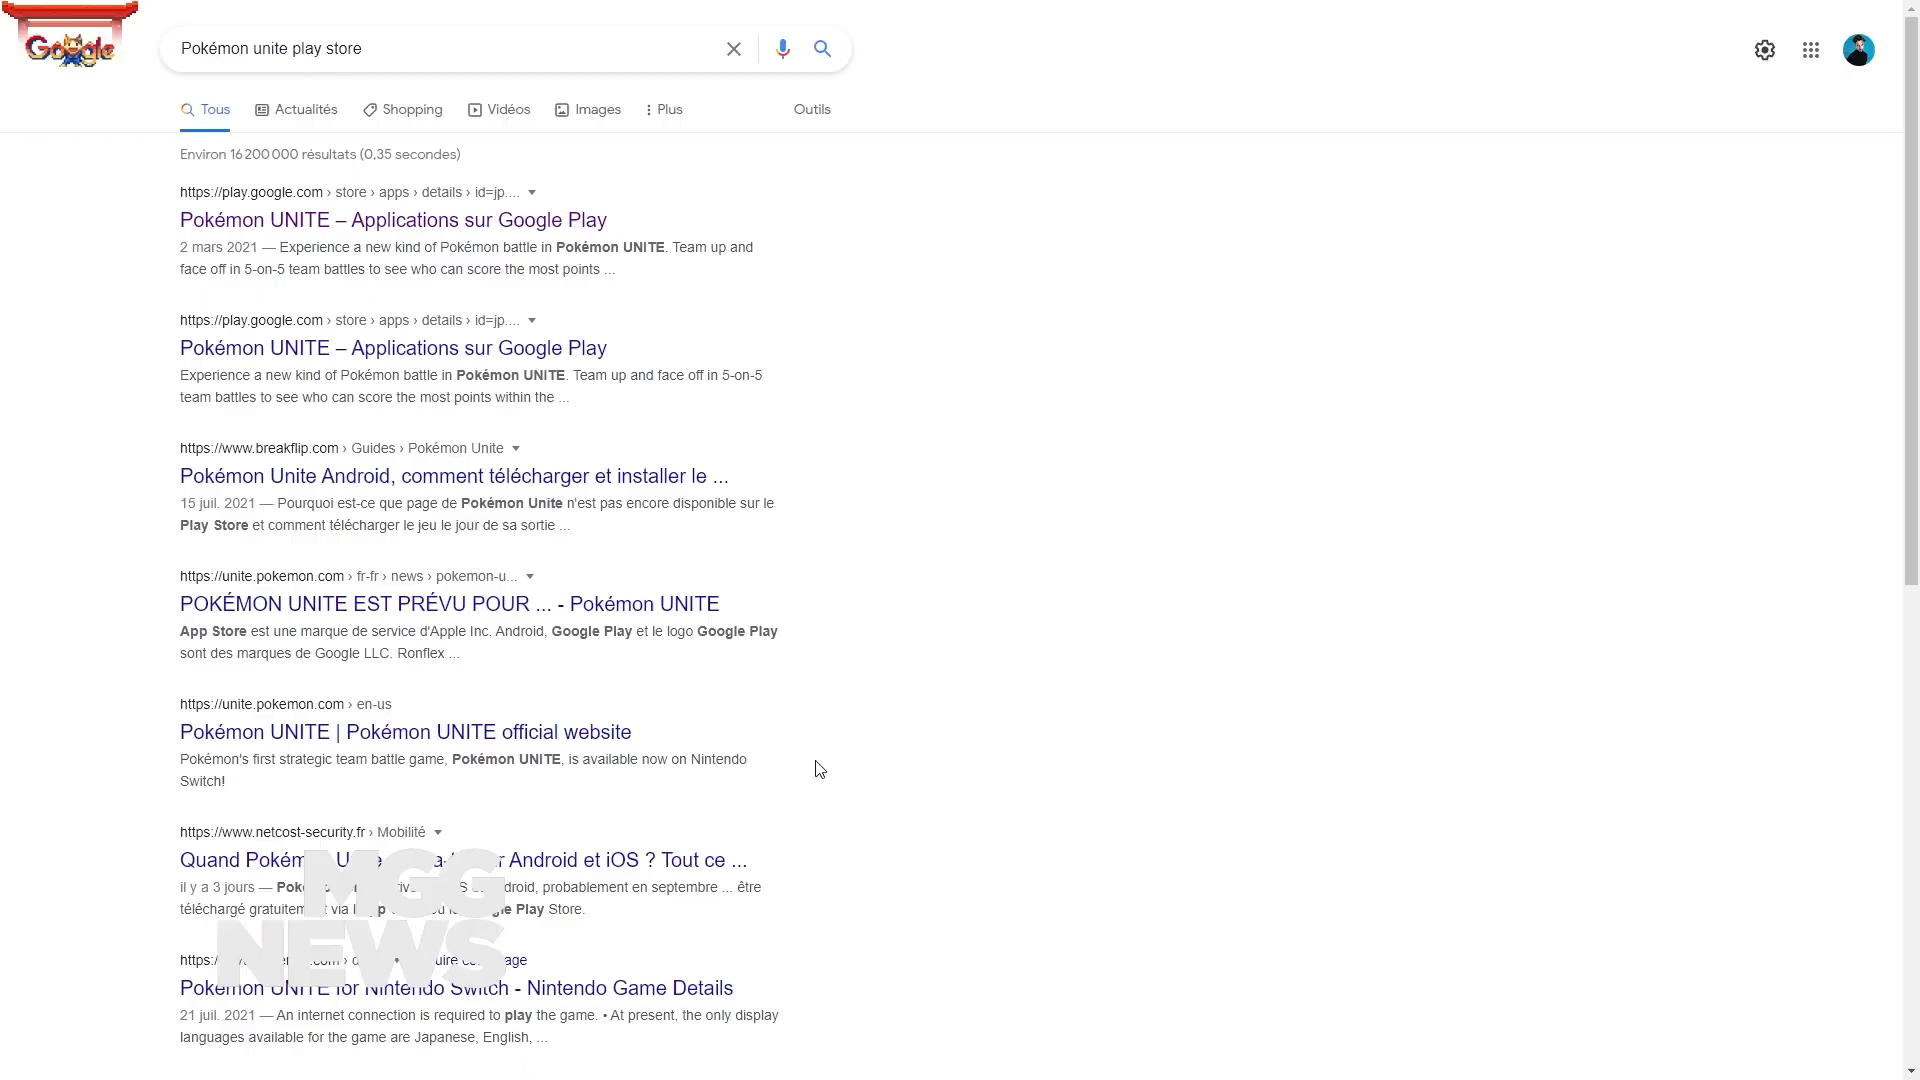 Google
Pokémon unite play store
Tous Actualités Shopping Vidéos Images Plus Outils
Environ 16 200 000 résultats (0,35 secondes)
https://play.google.com › store › apps › details › id=jp....
Pokémon UNITE – Applications sur Google Play
2 mars 2021 — Experience a new kind of Pokémon battle in Pokémon UNITE. Team up and
face off in 5-on-5 team battles to see who can score the most points ...
https://play.google.com › store › apps › details › id=jp....
Pokémon UNITE – Applications sur Google Play
Experience a new kind of Pokémon battle in Pokémon UNITE. Team up and face off in 5-on-5
team battles to see who can score the most points within the ...
https://www.breakflip.com › Guides › Pokémon Unite
Pokémon Unite Android, comment télécharger et installer le ...
15 juil. 2021 — Pourquoi est-ce que page de Pokémon Unite n'est pas encore disponible sur le
Play Store et comment télécharger le jeu le jour de sa sortie ...
https://unite.pokemon.com › fr-fr › news › pokemon-u...
POKÉMON UNITE EST PRÉVU POUR ... - Pokémon UNITE
App Store est une marque de service d'Apple Inc. Android, Google Play et le logo Google Play
sont des marques de Google LLC. Ronflex ...
https://unite.pokemon.com › en-us
Pokémon UNITE | Pokémon UNITE official website
Pokémon's first strategic team battle game, Pokémon UNITE, is available now on Nintendo
Switch!
https://www.netcost-security.fr › Mobilité
Quand Android et iOS ? Tout ce ...
il y a 3 jours — probablement en septembre ... être
téléchargé via Play Store.
MGG
NEWS
Pokémon UNITE for Nintendo Switch - Nintendo Game Details
21 juil. 2021 — An internet connection is required to play the game. • At present, the only display
languages available for the game are Japanese, English, ...